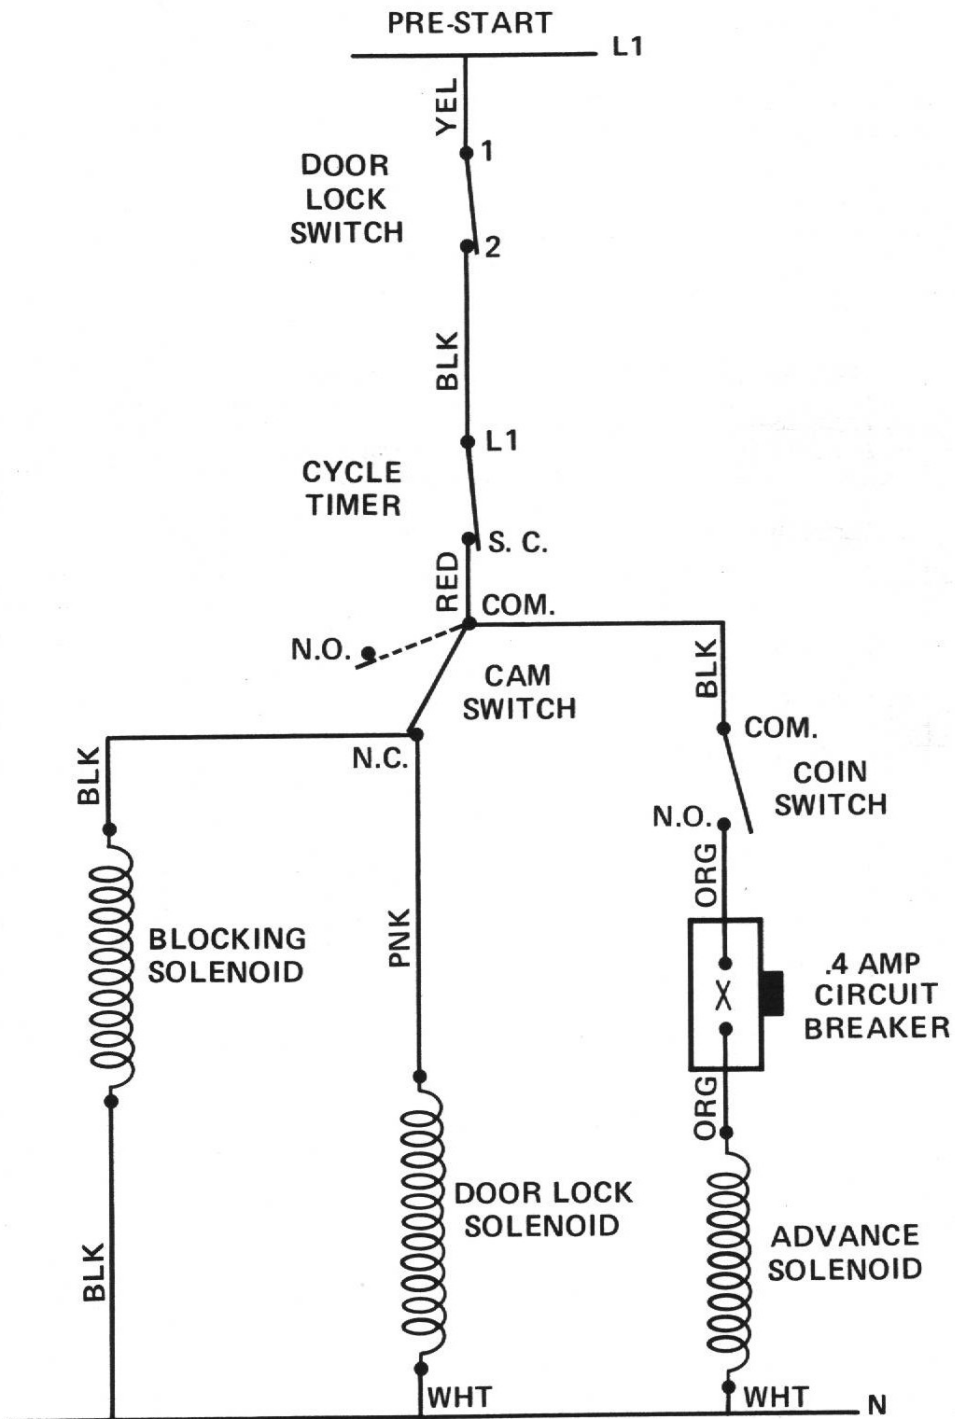 PRE-START
L1
YEL
1
DOOR
LOCK
SWITCH
2
BLK
L1
CYCLE
TIMER
S. C.
RED
COM.
N.O.
CAM
SWITCH
BLK
COM.
N.C.
BLK
COIN
SWITCH
N.O.
ORG
BLOCKING
SOLENOID
PNK
.4 AMP
CIRCUIT
BREAKER
X
ORG
DOOR LOCK
SOLENOID
ADVANCE
SOLENOID
BLK
WHT
WHT
N